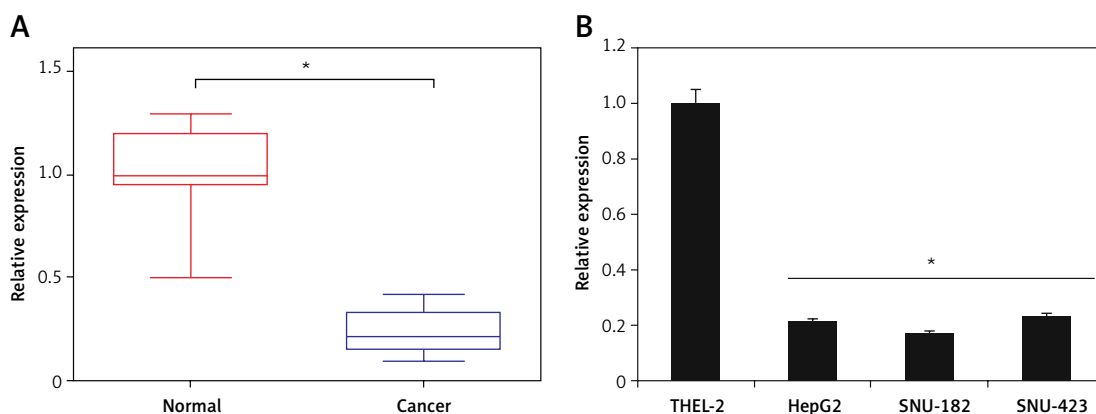 A
Relative expression
1.5
1.0
0.5
0
*
Normal Cancer
B
Relative expression
1.2
1.0
0.8
0.6
0.4
0.2
0
*
THEL-2 HepG2 SNU-182 SNU-423